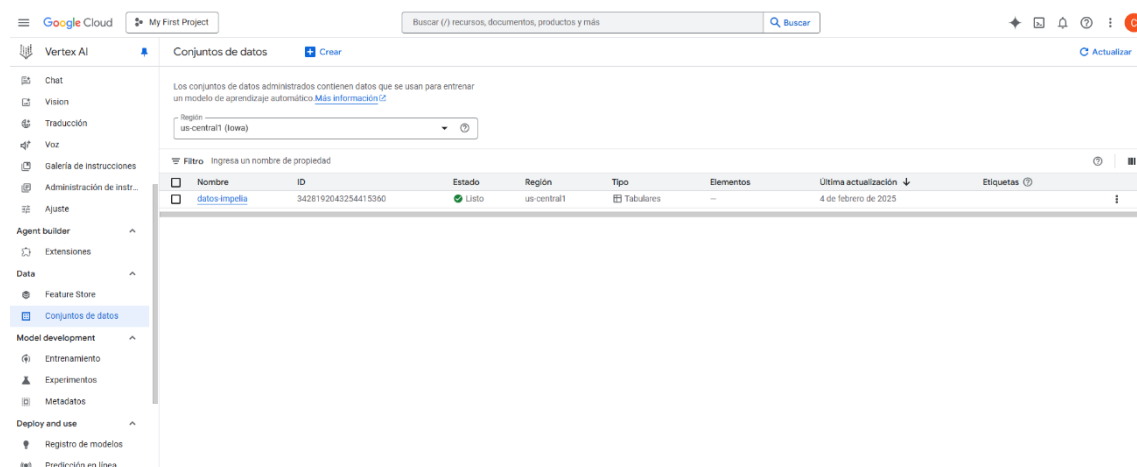 Google Cloud
My First Project
Buscar (/) recursos, documentos, productos y más
Buscar
C
Vertex AI
Conjuntos de datos
Crear
Actualizar
Chat
Vision
Traducción
Voz
Galería de instrucciones
Administración de instr...
Ajuste
Agent builder
Extensiones
Data
Feature Store
Conjuntos de datos
Model development
Entrenamiento
Experimentos
Metadatos
Deploy and use
Registro de modelos
Predicción en línea
Los conjuntos de datos administrados contienen datos que se usan para entrenar
un modelo de aprendizaje automático. Más información
Región
us-central1 (Iowa)
Filtro Ingresa un nombre de propiedad
Nombre ID Estado Región Tipo Elementos Última actualización Etiquetas
datos-impelia 3428192043254415360 Listo us-central1 Tabulares — 4 de febrero de 2025